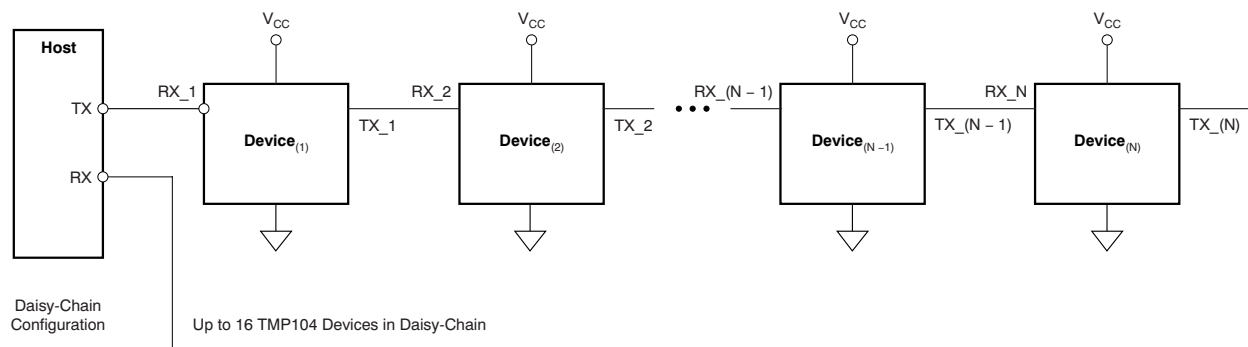 Host
TX
RX
V_CC
V_CC
V_CC
V_CC
RX_1
Device_(1)
TX_1
RX_2
Device_(2)
TX_2
•••
RX_(N − 1)
Device_(N −1)
TX_(N − 1)
RX_N
Device_(N)
TX_(N)
Daisy-Chain
Configuration
Up to 16 TMP104 Devices in Daisy-Chain